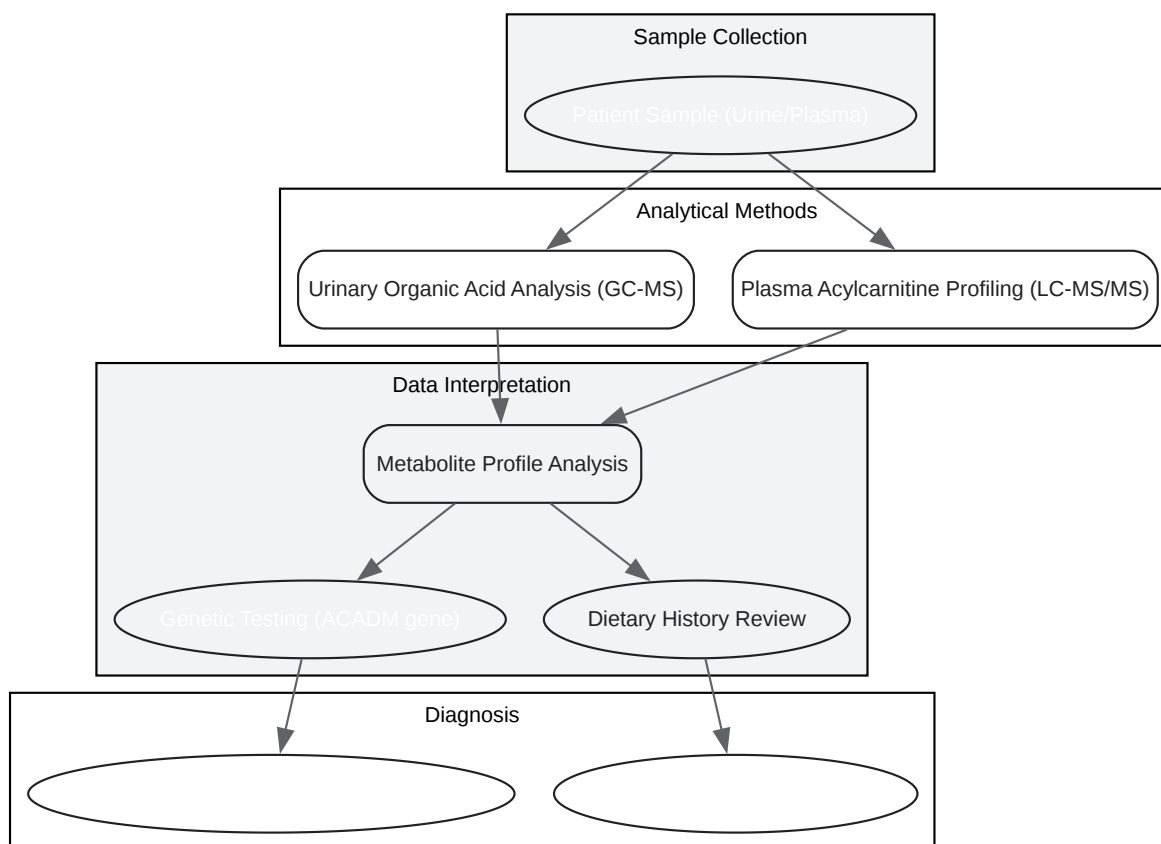 Sample Collection
Patient Sample (Urine/Plasma)
Analytical Methods
Urinary Organic Acid Analysis (GC-MS)
Plasma Acylcarnitine Profiling (LC-MS/MS)
Data Interpretation
Metabolite Profile Analysis
Genetic Testing (ACADM gene)
Dietary History Review
Diagnosis